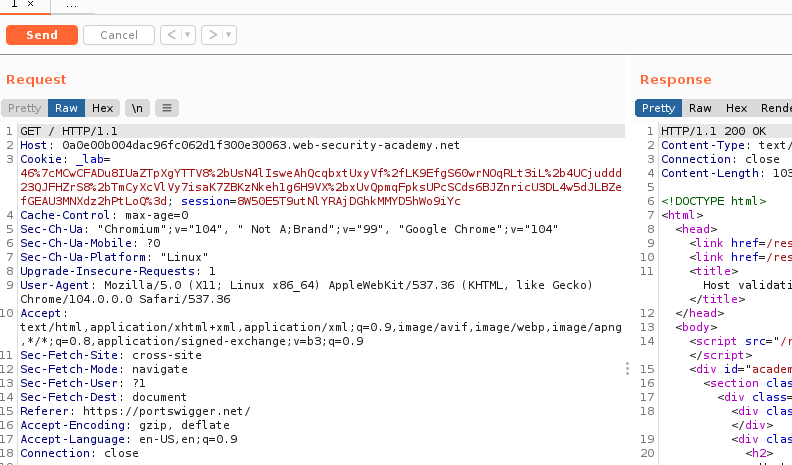 1 × ...
Send Cancel < >
Request
Pretty Raw Hex \n
1 GET / HTTP/1.1
2 Host: 0a0e00b004dac96fc062d1f300e30063.web-security-academy.net
3 Cookie: _lab=
46%7cMCwCFADu8IUaZTpXgYTTV8%2bUsN4lIsweAhQcqbxtUxyVf%2fLK9EfgS60wrNOqRLt3iL%2b4UCjuddd
23QJFHZrS8%2bTmCyXcVlVy7isaK7ZBKzNkeh1g6H9VX%2bxUvQpmqFpksUPcSCds6BJZnricU3DL4w5dJLBZe
fGEAU3MNXdz2hPtLoQ%3d; session=8W50E5T9utNlYRAjDGhkMMYD5hWo9iYc
4 Cache-Control: max-age=0
5 Sec-Ch-Ua: "Chromium";v="104", " Not A;Brand";v="99", "Google Chrome";v="104"
6 Sec-Ch-Ua-Mobile: ?0
7 Sec-Ch-Ua-Platform: "Linux"
8 Upgrade-Insecure-Requests: 1
9 User-Agent: Mozilla/5.0 (X11; Linux x86_64) AppleWebKit/537.36 (KHTML, like Gecko)
Chrome/104.0.0.0 Safari/537.36
10 Accept:
text/html,application/xhtml+xml,application/xml;q=0.9,image/avif,image/webp,image/apng
,*/*;q=0.8,application/signed-exchange;v=b3;q=0.9
11 Sec-Fetch-Site: cross-site
12 Sec-Fetch-Mode: navigate
13 Sec-Fetch-User: ?1
14 Sec-Fetch-Dest: document
15 Referer: https://portswigger.net/
16 Accept-Encoding: gzip, deflate
17 Accept-Language: en-US,en;q=0.9
18 Connection: close
Response
Pretty Raw Hex Rende
1 HTTP/1.1 200 OK
2 Content-Type: text/
3 Connection: close
4 Content-Length: 103
5
6 <!DOCTYPE html>
7 <html>
8 <head>
9 <link href=/res
10 <link href=/res
11 <title>
Host validati
</title>
12 </head>
13 <body>
14 <script src="/r
</script>
15 <div id="academ
16 <section clas
17 <div class=
18 <div clas
</div>
19 <div clas
20 <h2>